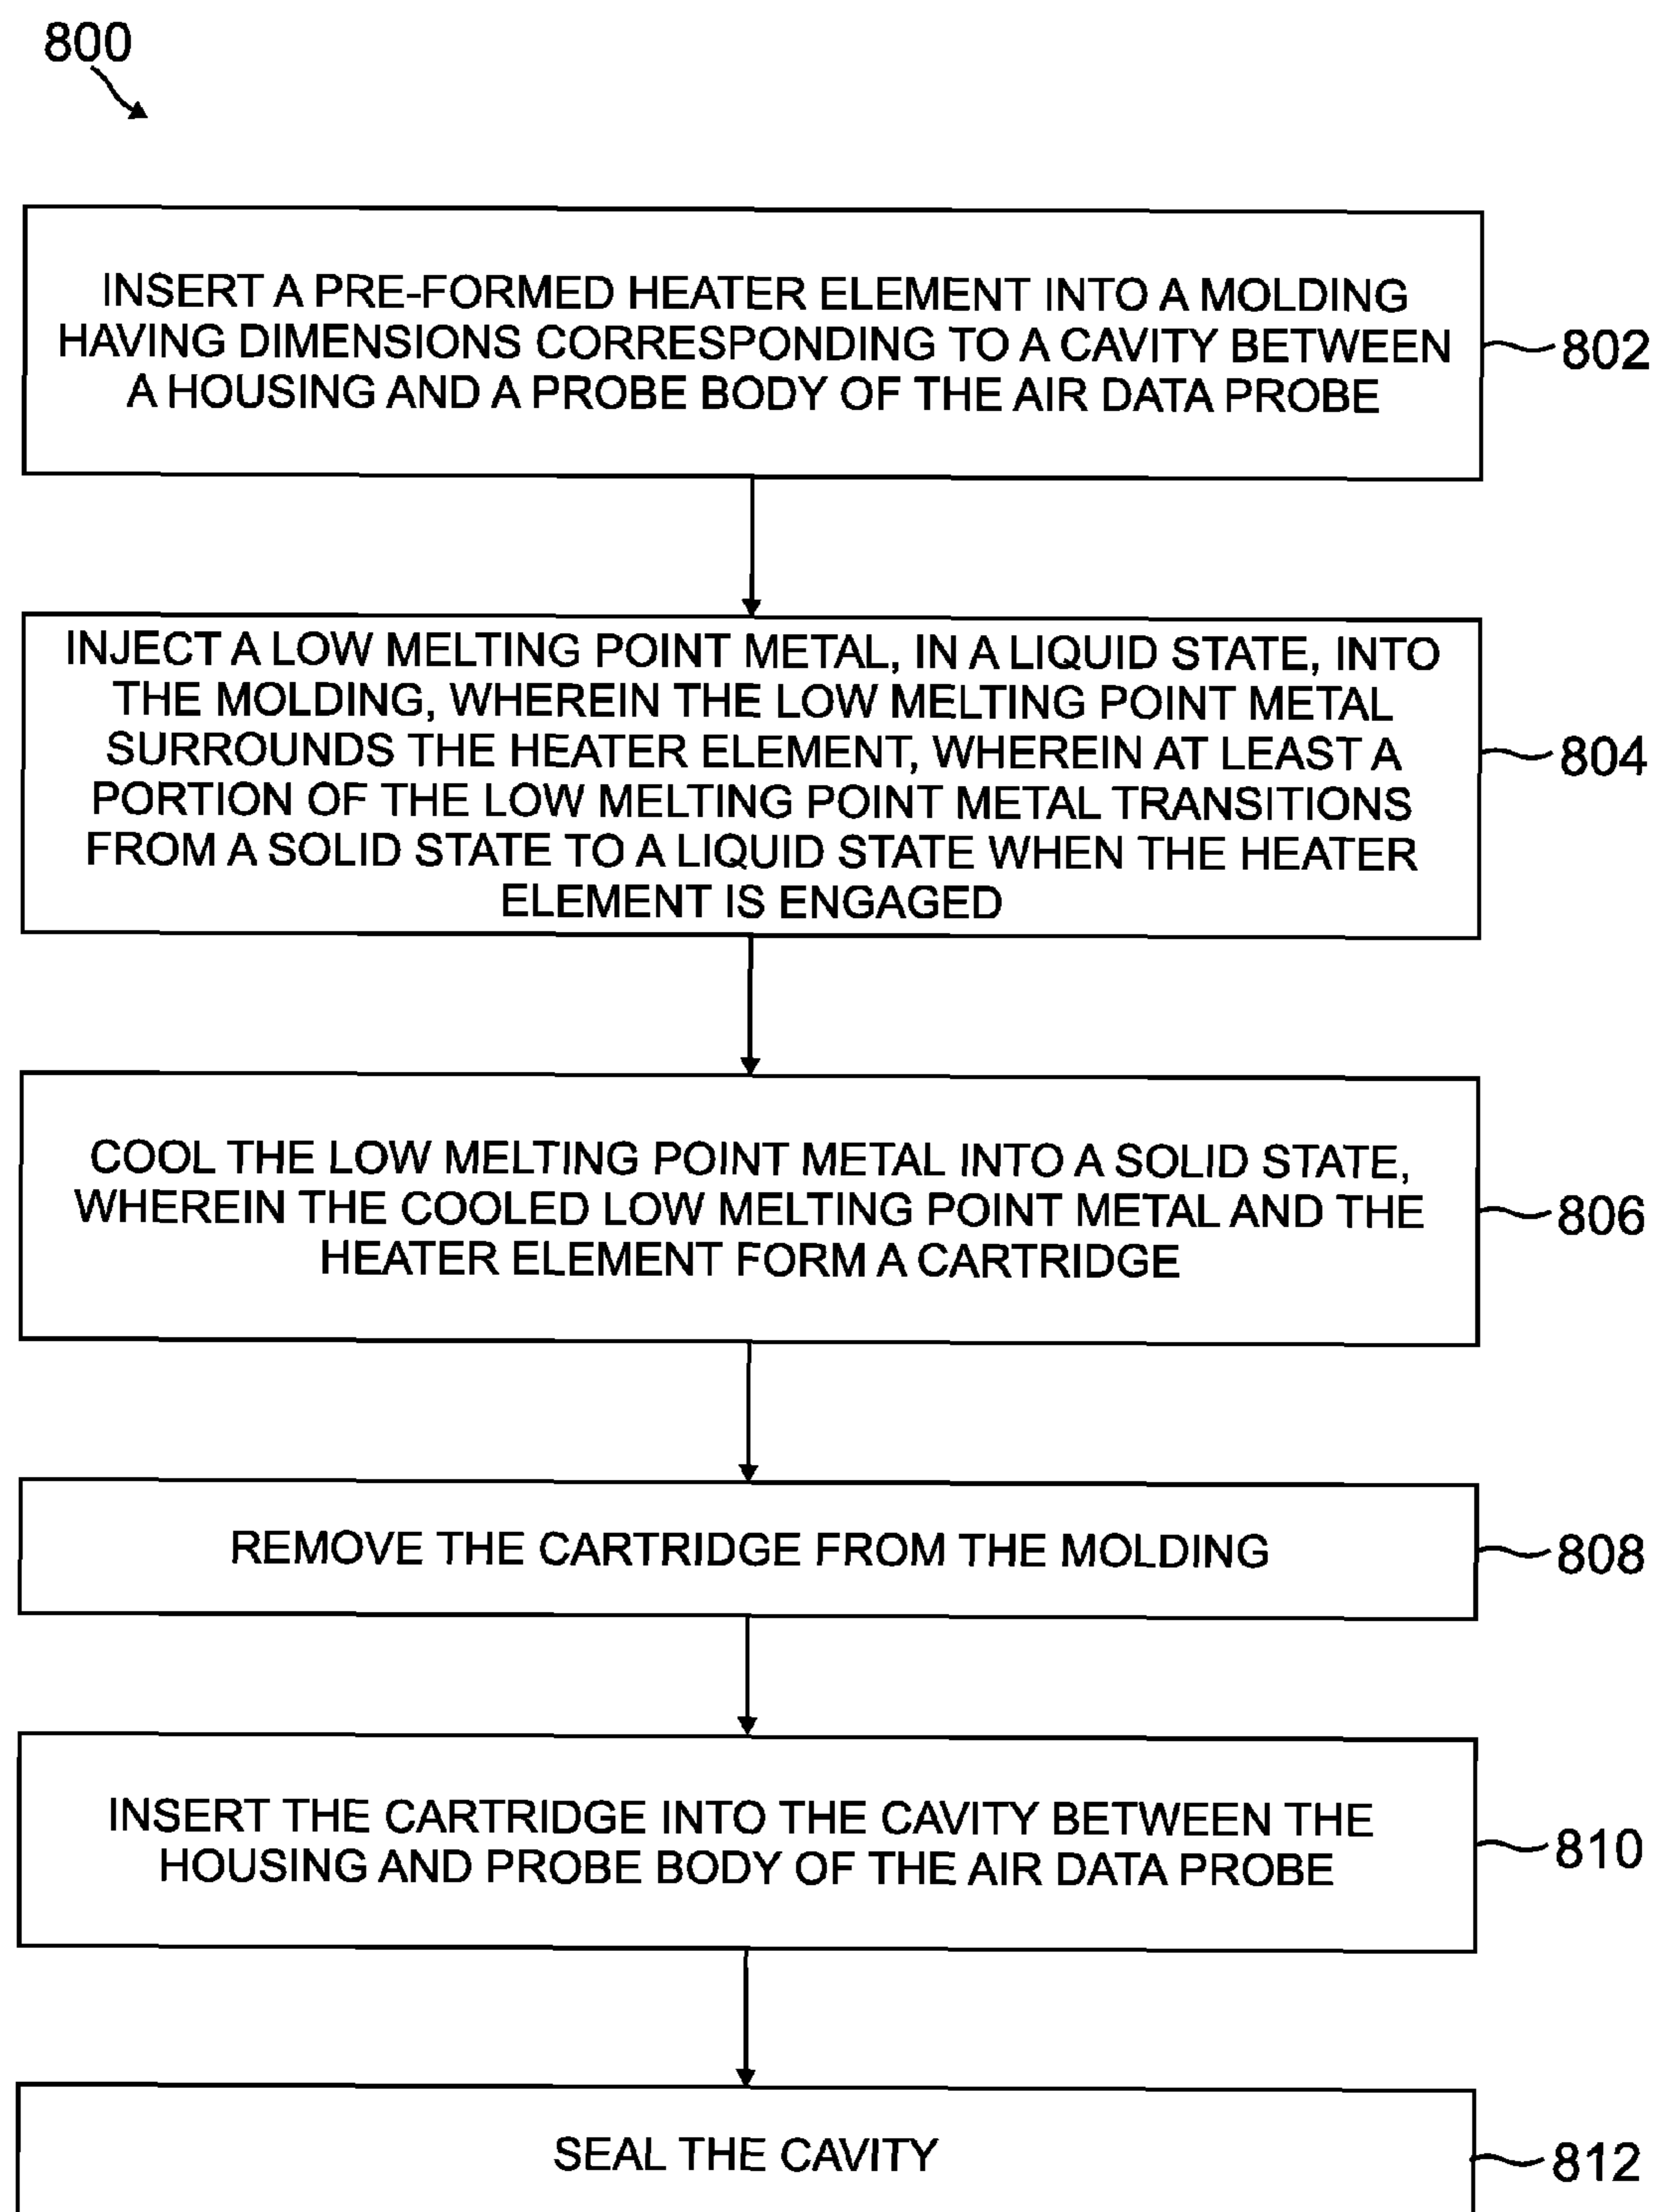 800
INSERT A PRE-FORMED HEATER ELEMENT INTO A MOLDING
HAVING DIMENSIONS CORRESPONDING TO A CAVITY BETWEEN
A HOUSING AND A PROBE BODY OF THE AIR DATA PROBE
802
INJECT A LOW MELTING POINT METAL, IN A LIQUID STATE, INTO
THE MOLDING, WHEREIN THE LOW MELTING POINT METAL
SURROUNDS THE HEATER ELEMENT, WHEREIN AT LEAST A
PORTION OF THE LOW MELTING POINT METAL TRANSITIONS
FROM A SOLID STATE TO A LIQUID STATE WHEN THE HEATER
ELEMENT IS ENGAGED
804
COOL THE LOW MELTING POINT METAL INTO A SOLID STATE,
WHEREIN THE COOLED LOW MELTING POINT METAL AND THE
HEATER ELEMENT FORM A CARTRIDGE
806
REMOVE THE CARTRIDGE FROM THE MOLDING
808
INSERT THE CARTRIDGE INTO THE CAVITY BETWEEN THE
HOUSING AND PROBE BODY OF THE AIR DATA PROBE
810
SEAL THE CAVITY
812